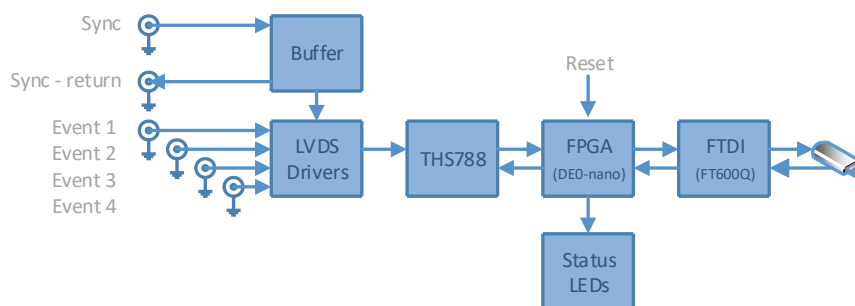 Sync
Buffer
Sync - return
Reset
Event 1
Event 2
Event 3
Event 4
LVDS
Drivers
THS788
FPGA
(DE0-nano)
FTDI
(FT600Q)
Status
LEDs